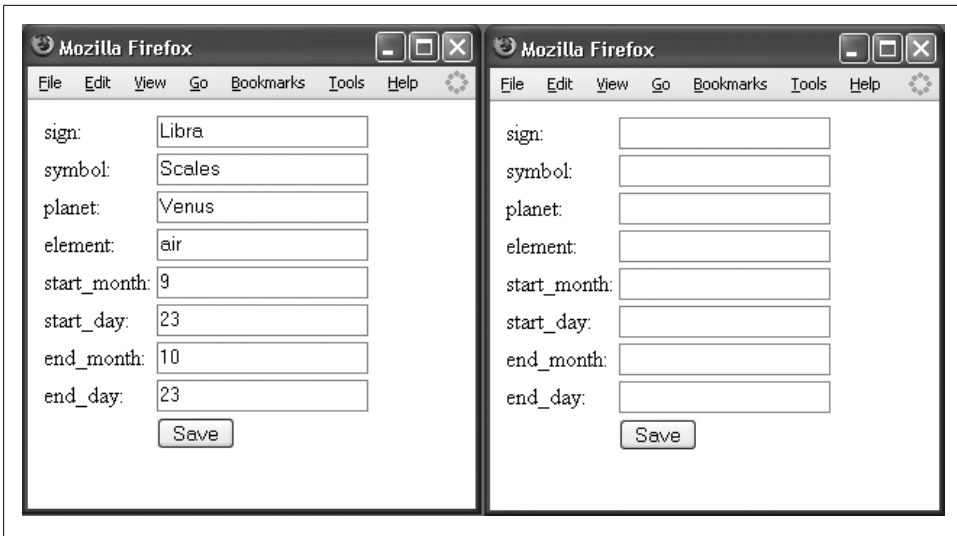 Mozilla Firefox
File Edit View Go Bookmarks Tools Help
sign: Libra
symbol: Scales
planet: Venus
element: air
start_month: 9
start_day: 23
end_month: 10
end_day: 23
Save
Mozilla Firefox
File Edit View Go Bookmarks Tools Help
sign:
symbol:
planet:
element:
start_month:
start_day:
end_month:
end_day:
Save